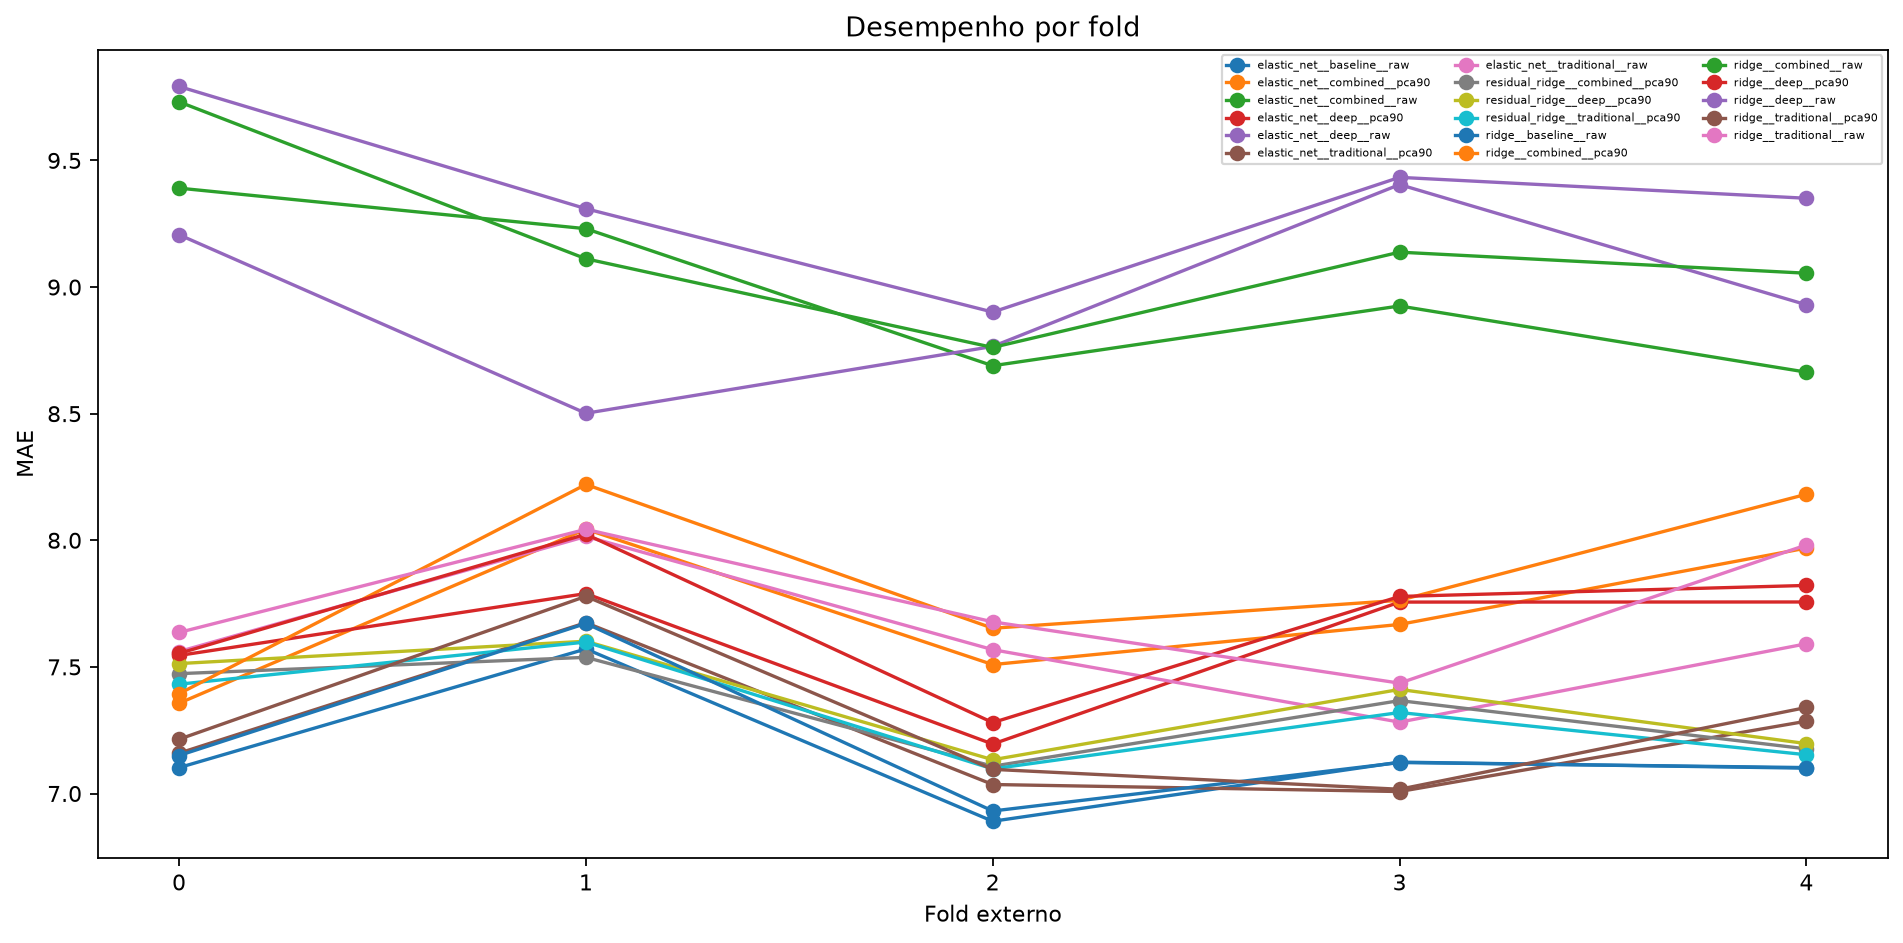 Desempenho por fold
elastic_net__baseline__raw
elastic_net__combined__pca90
elastic_net__combined__raw
elastic_net__deep__pca90
elastic_net__deep__raw
elastic_net__traditional__pca90
elastic_net__traditional__raw
residual_ridge__combined__pca90
residual_ridge__deep__pca90
residual_ridge__traditional__pca90
ridge__baseline__raw
ridge__combined__pca90
ridge__combined__raw
ridge__deep__pca90
ridge__deep__raw
ridge__traditional__pca90
ridge__traditional__raw
MAE
9.5
9.0
8.5
8.0
7.5
7.0
0
1
2
3
4
Fold externo